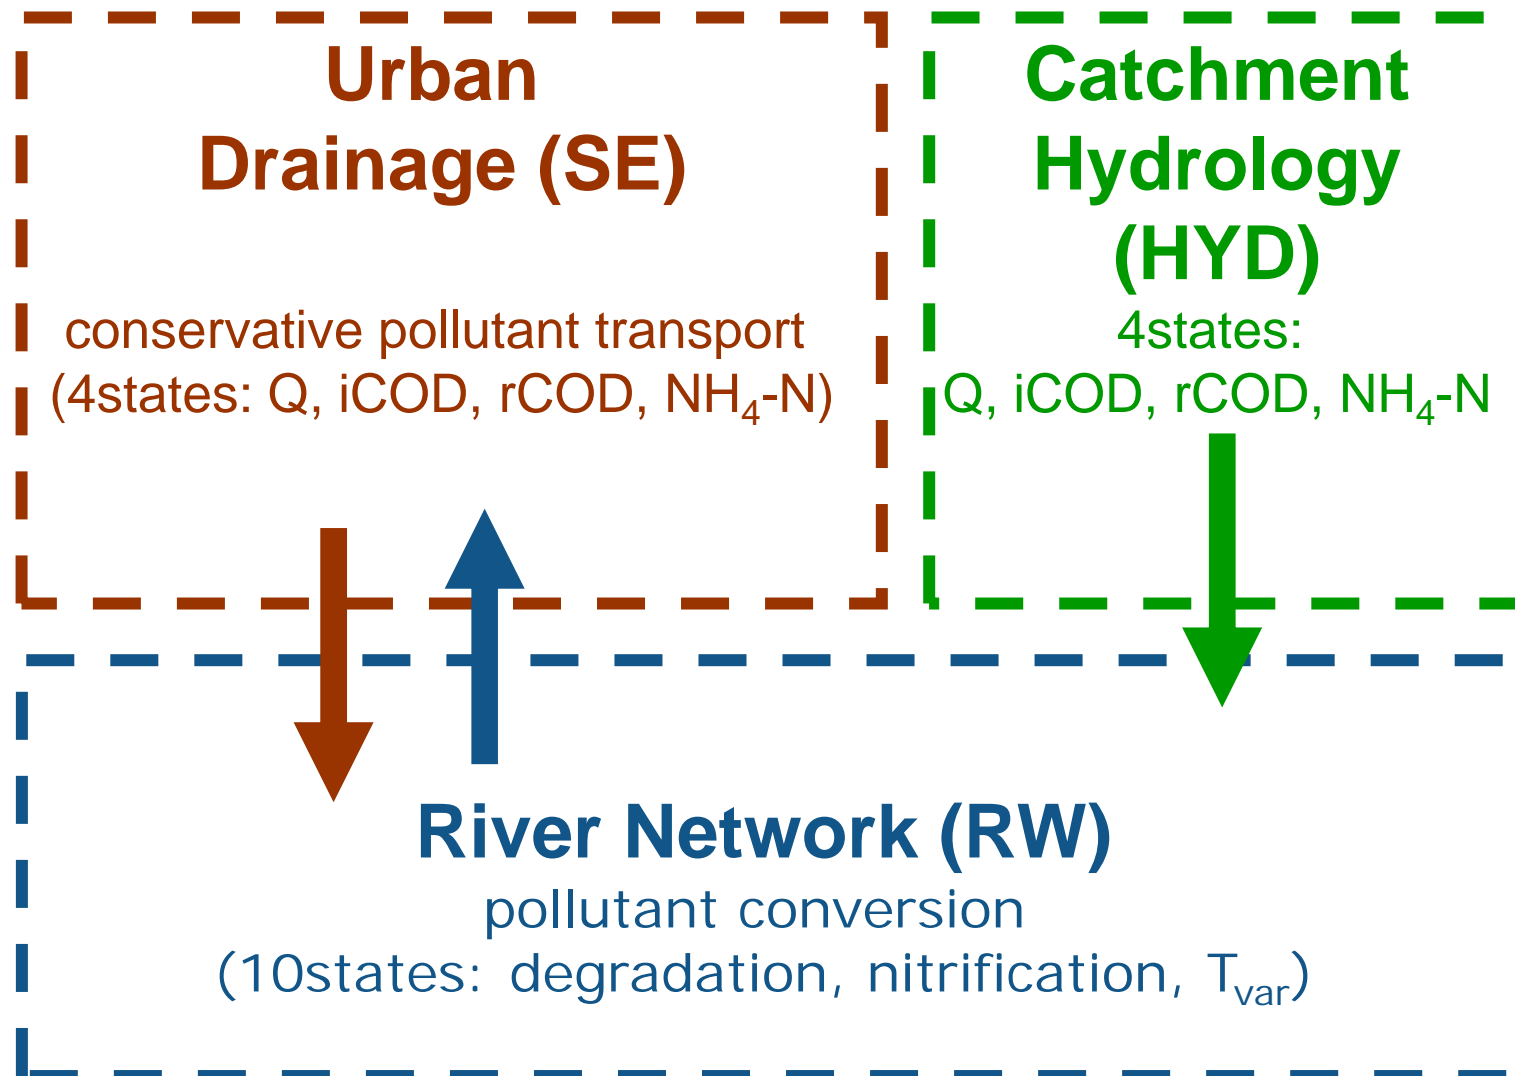 Urban
Drainage (SE)
conservative pollutant transport
(4states: Q, iCOD, rCOD, NH₄-N)
Catchment
Hydrology
(HYD)
4states:
Q, iCOD, rCOD, NH₄-N
River Network (RW)
pollutant conversion
(10states: degradation, nitrification, Tvar)